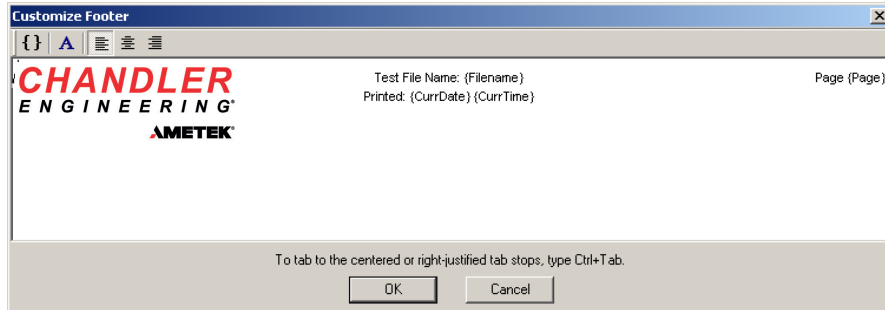 Customize Footer
{} A
CHANDLER
ENGINEERING®
AMETEK®
Test File Name: {Filename}
Printed: {CurrDate} {CurrTime}
Page {Page}
To tab to the centered or right-justified tab stops, type Ctrl+Tab.
OK
Cancel